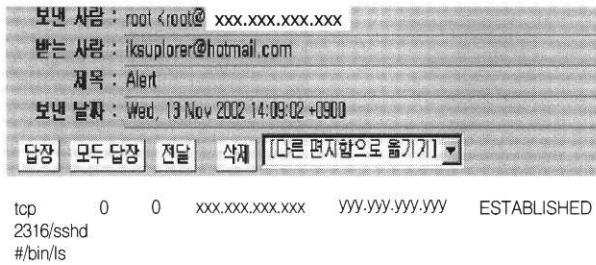 보낸 사람 : root <root@ xxx.xxx.xxx.xxx
받는 사람 : iksuplorer@hotmail.com
제목 : Alert
보낸 날짜 : Wed, 13 Nov 2002 14:09:02 +0900
답장 모두 답장 전달 삭제 [다른 편지함으로 옮기기]
tcp 0 0 xxx.xxx.xxx.xxx yyy.yyy.yyy.yyy ESTABLISHED
2316/sshd
#/bin/ls